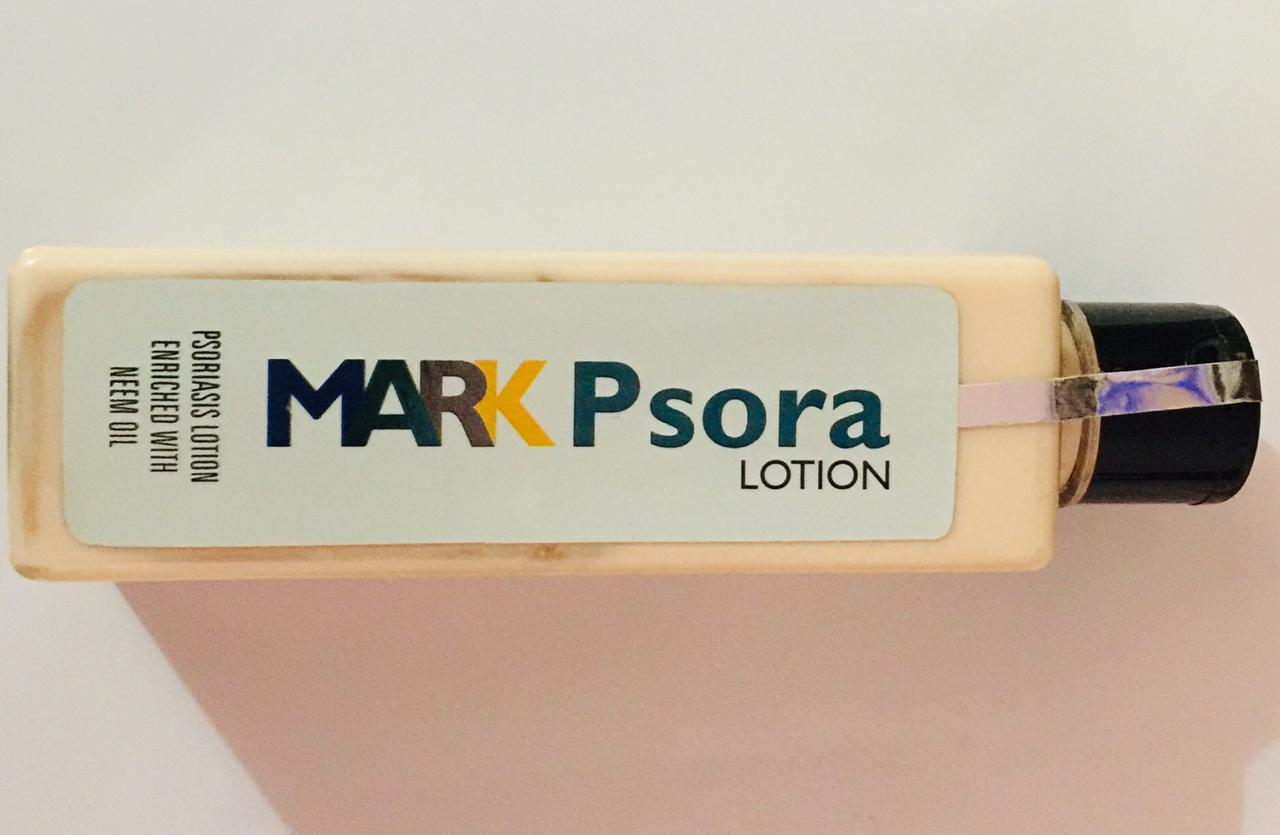 MARK Psora
LOTION
PSORIASIS LOTION
ENRICHED WITH
NEEM OIL